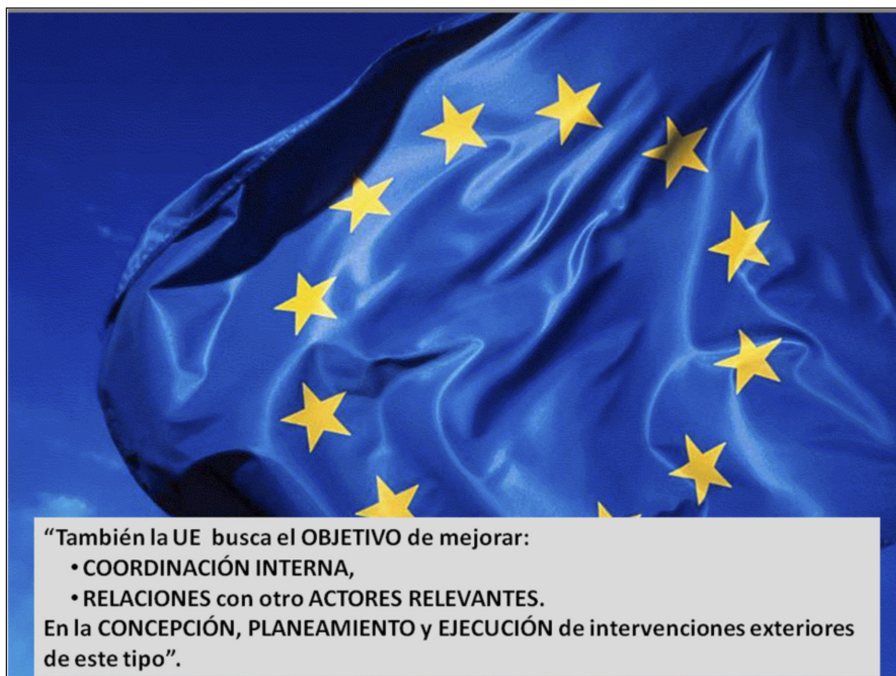 “También la UE  busca el OBJETIVO de mejorar:
• COORDINACIÓN INTERNA,
• RELACIONES con otro ACTORES RELEVANTES.
En la CONCEPCIÓN, PLANEAMIENTO y EJECUCIÓN de intervenciones exteriores
de este tipo”.